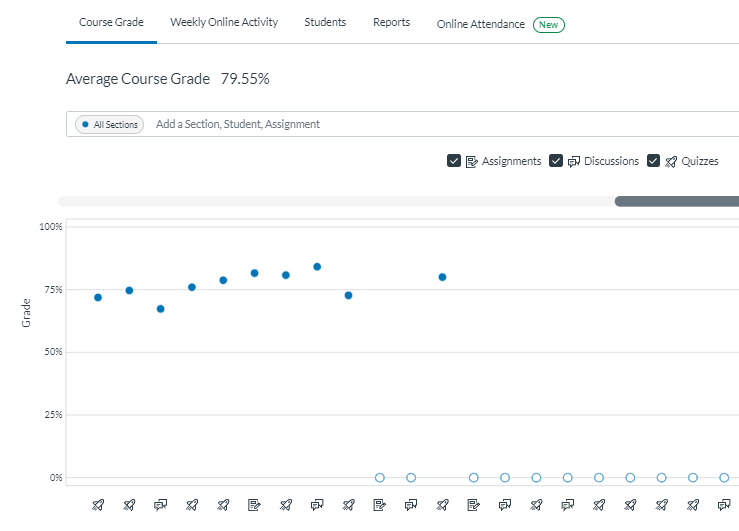 Course Grade Weekly Online Activity Students Reports Online Attendance New
Average Course Grade 79.55%
All Sections Add a Section, Student, Assignment
Assignments Discussions Quizzes
100%
75%
Grade
50%
25%
0%